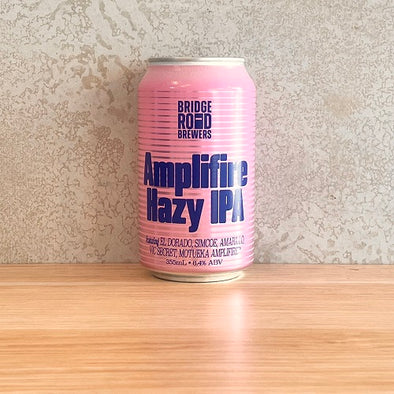 BRIDGE
ROAD
BREWERS
Amplifire
Hazy IPA
Featuring EL DORADO, SIMCOE, AMARILLO,
VIC SECRET, MOTUEKA AMPLIFIRE™
355mL • 6.4% ABV